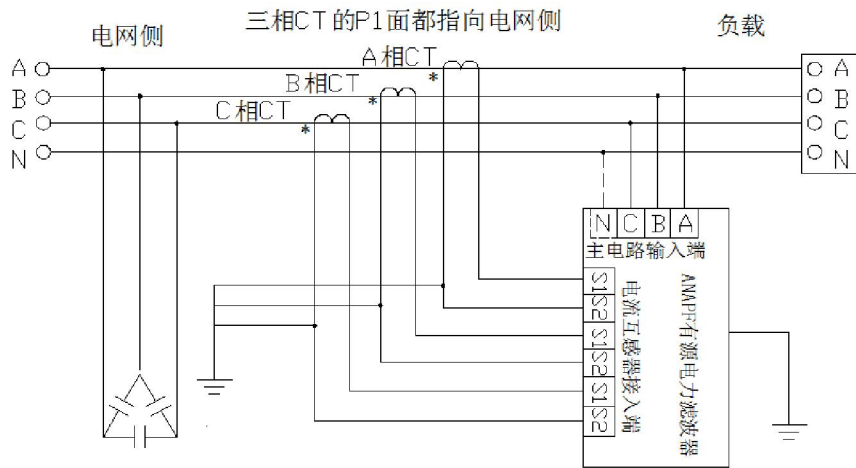 三相CT的P1面都指向电网侧
电网侧
负载
A相CT
B相CT
C相CT
*
*
*
A
B
C
N
A
B
C
N
N C B A
主电路输入端
S1
S2
S1
S2
S1
S2
电流互感器接入端
ANAPF有源电力滤波器